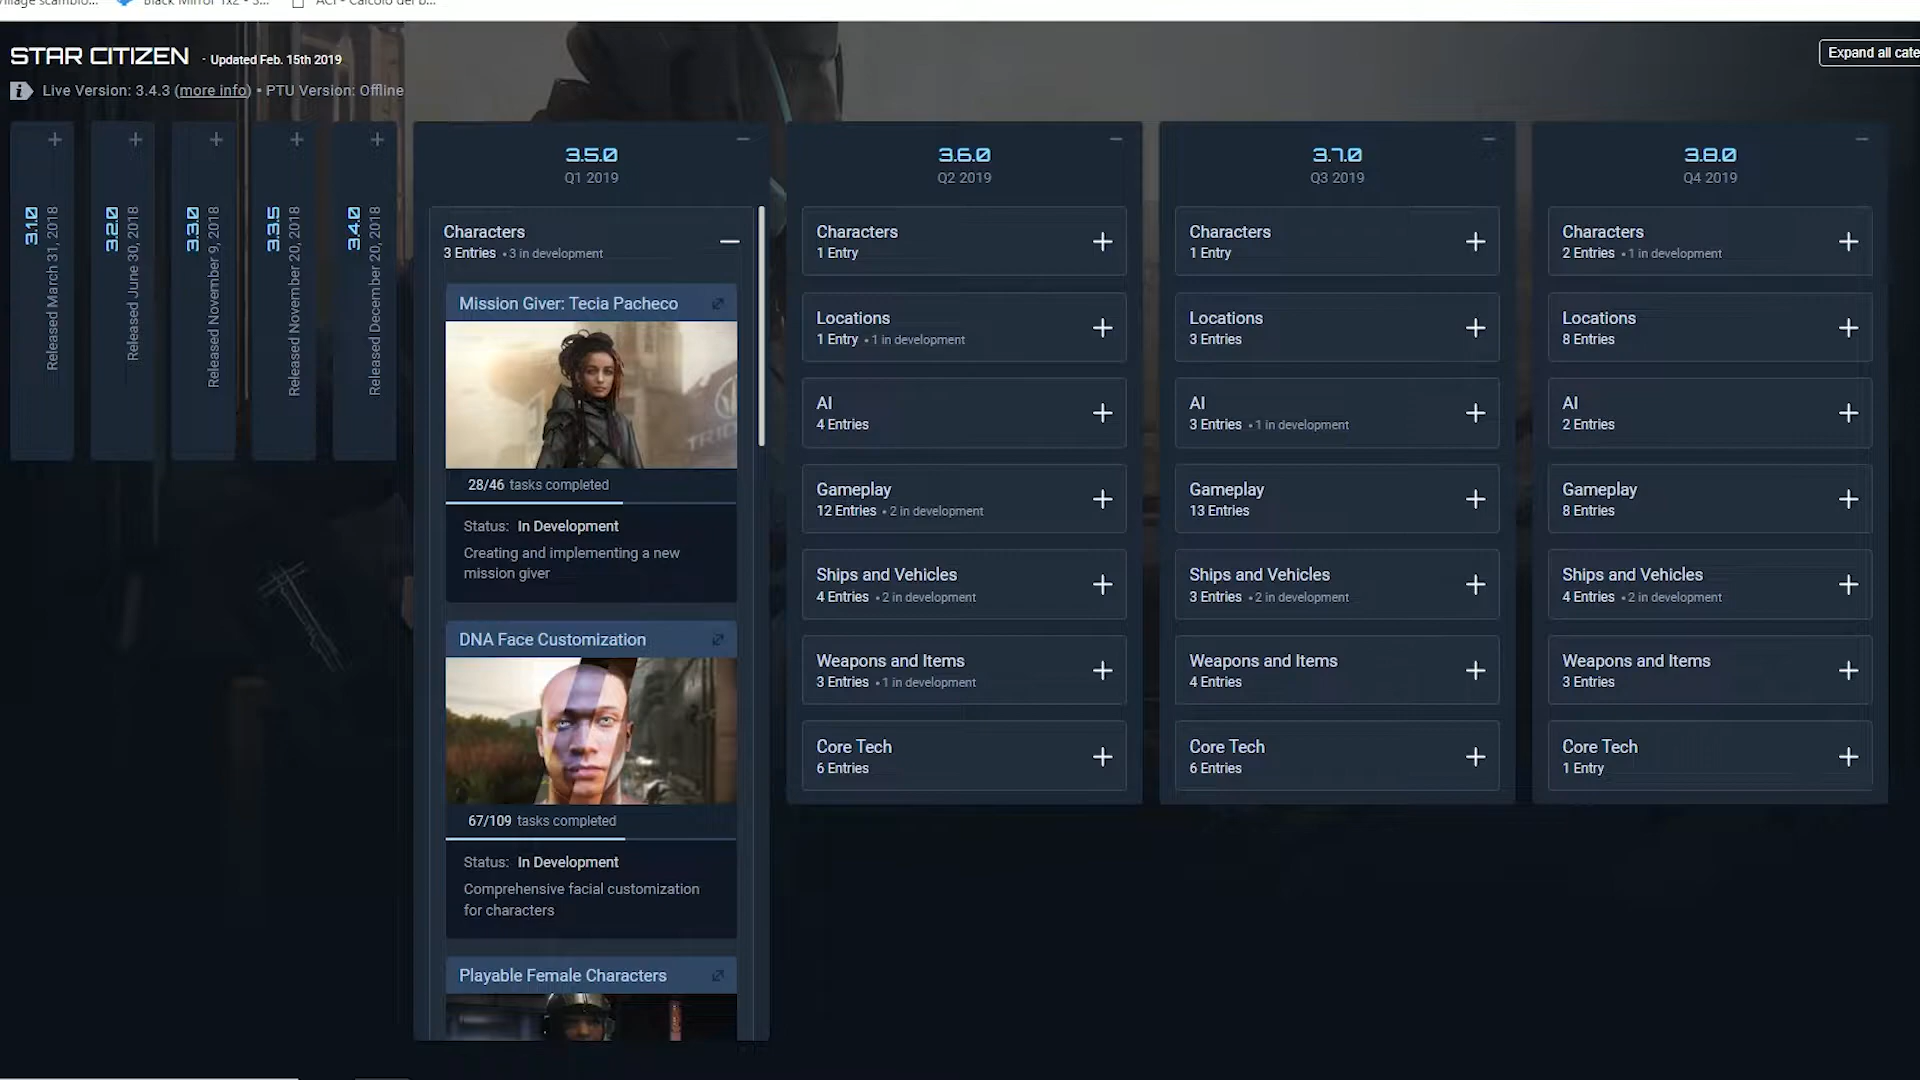 Black Mirror 1x2 - S...
STAR CITIZEN · Updated Feb. 15th 2019
Expand all cate
Live Version: 3.4.3 (more info) • PTU Version: Offline
3.1.0
Released March 31, 2018
3.2.0
Released June 30, 2018
3.3.0
Released November 9, 2018
3.3.5
Released November 20, 2018
3.4.0
Released December 20, 2018
3.5.0
Q1 2019
Characters
3 Entries • 3 in development
Mission Giver: Tecia Pacheco
28/46 tasks completed
Status: In Development
Creating and implementing a new
mission giver
DNA Face Customization
67/109 tasks completed
Status: In Development
Comprehensive facial customization
for characters
Playable Female Characters
3.6.0
Q2 2019
Characters
1 Entry
Locations
1 Entry • 1 in development
AI
4 Entries
Gameplay
12 Entries • 2 in development
Ships and Vehicles
4 Entries • 2 in development
Weapons and Items
3 Entries • 1 in development
Core Tech
6 Entries
3.7.0
Q3 2019
Characters
1 Entry
Locations
3 Entries
AI
3 Entries • 1 in development
Gameplay
13 Entries
Ships and Vehicles
3 Entries • 2 in development
Weapons and Items
4 Entries
Core Tech
6 Entries
3.8.0
Q4 2019
Characters
2 Entries • 1 in development
Locations
8 Entries
AI
2 Entries
Gameplay
8 Entries
Ships and Vehicles
4 Entries • 2 in development
Weapons and Items
3 Entries
Core Tech
1 Entry